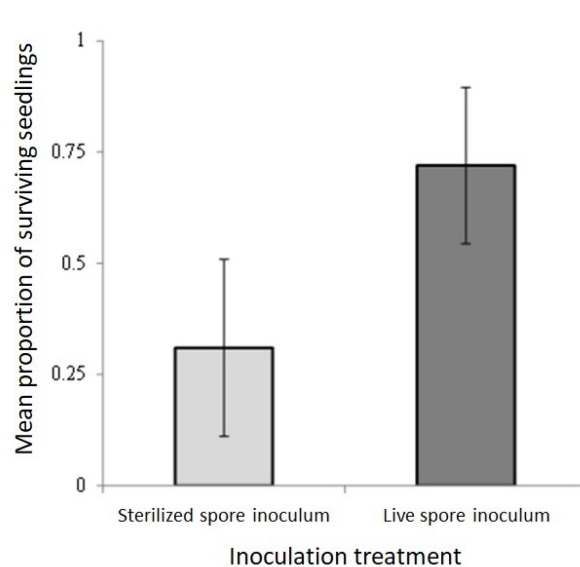 Mean proportion of surviving seedlings
1
0.75
0.5
0.25
0
Sterilized spore inoculum
Live spore inoculum
Inoculation treatment